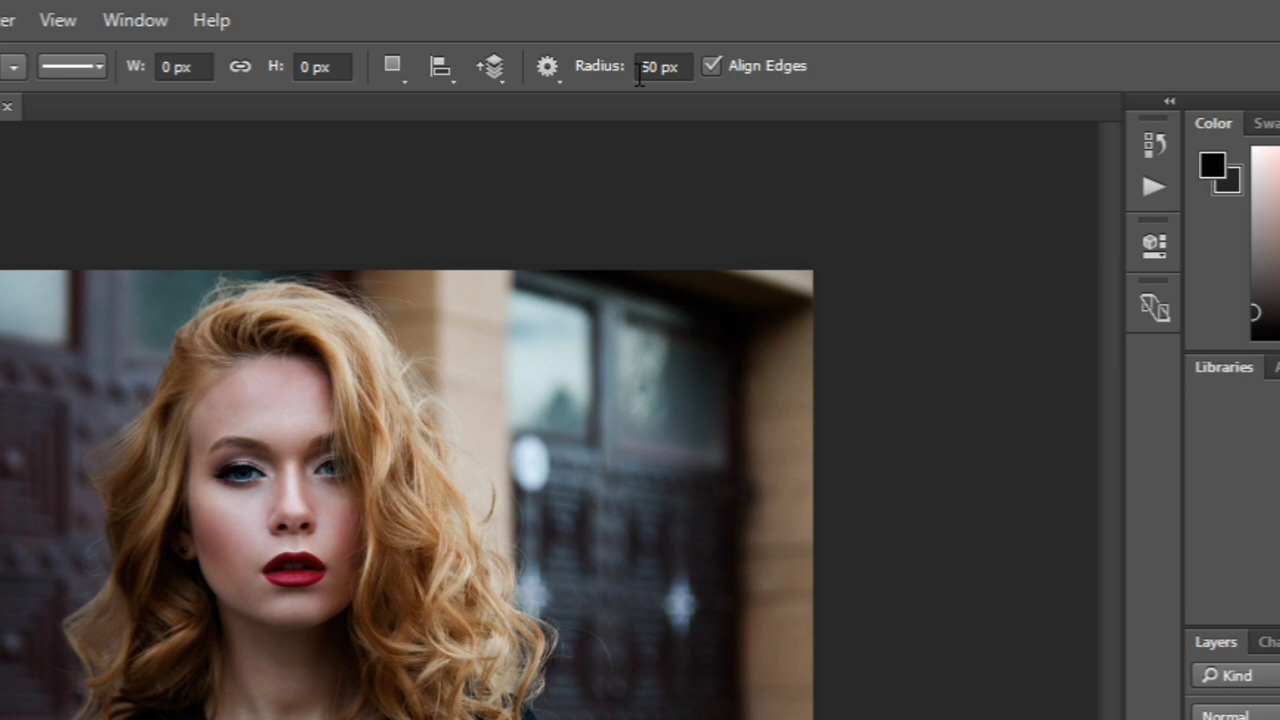 er View Window Help
W: 0 px H: 0 px Radius: 50 px Align Edges
Color Swa
Libraries A
Layers Cha
Kind
Normal